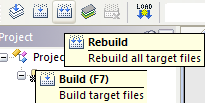 LOAD
Rebuild
Rebuild all target files
Project
Build (F7)
Build target files